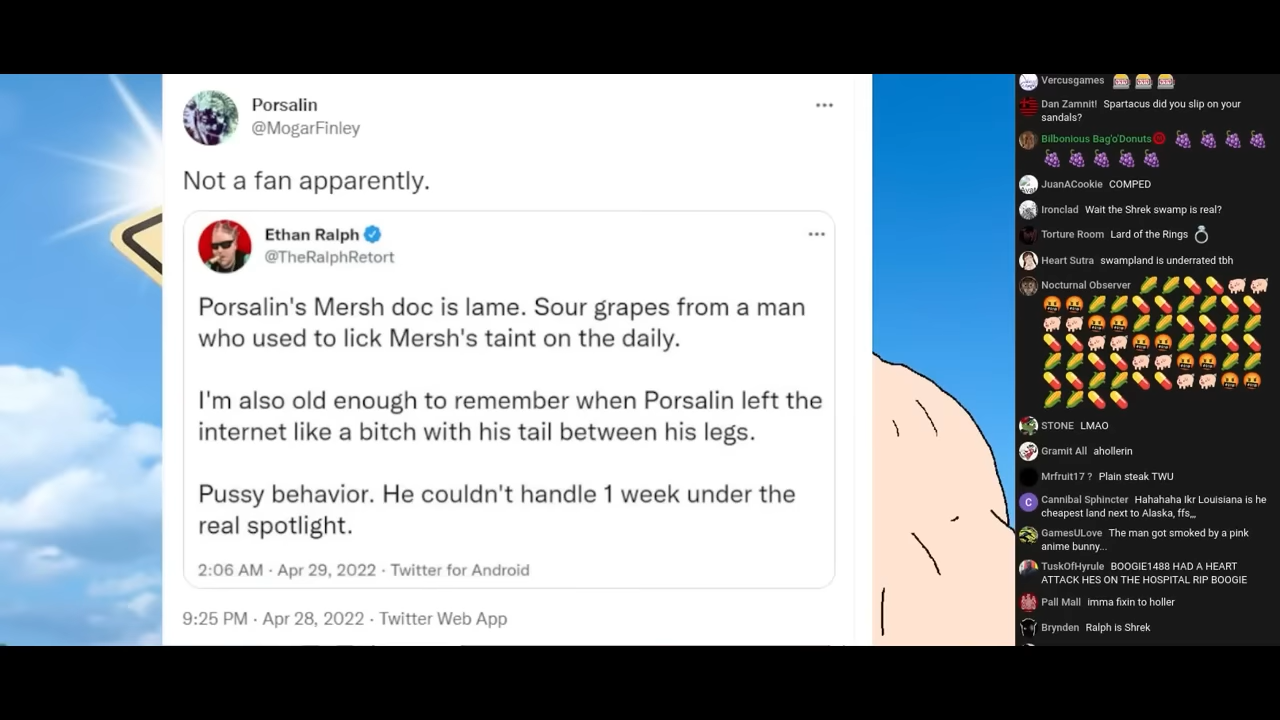 Porsalin
@MogarFinley
Not a fan apparently.
Ethan Ralph
@TheRalphRetort
Porsalin's Mersh doc is lame. Sour grapes from a man
who used to lick Mersh's taint on the daily.
I'm also old enough to remember when Porsalin left the
internet like a bitch with his tail between his legs.
Pussy behavior. He couldn't handle 1 week under the
real spotlight.
2:06 AM · Apr 29, 2022 · Twitter for Android
9:25 PM · Apr 28, 2022 · Twitter Web App
Vercusgames
Dan Zamnit! Spartacus did you slip on your
sandals?
Bilbonious Bag'o'Donuts
JuanACookie COMPED
Ironclad Wait the Shrek swamp is real?
Torture Room Lard of the Rings
Heart Sutra swampland is underrated tbh
Nocturnal Observer
STONE LMAO
Gramit All ahollerin
Mrfruit17 ? Plain steak TWU
Cannibal Sphincter Hahahaha Ikr Louisiana is he
cheapest land next to Alaska, ffs,,,
GamesULove The man got smoked by a pink
anime bunny...
TuskOfHyrule BOOGIE1488 HAD A HEART
ATTACK HES ON THE HOSPITAL RIP BOOGIE
Pall Mall imma fixin to holler
Brynden Ralph is Shrek